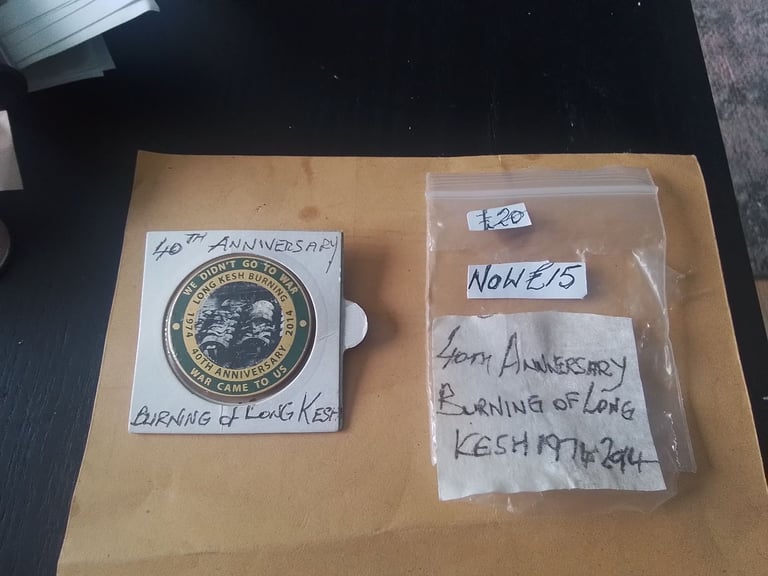 40TH ANNIVERSARY
WE DIDN'T GO TO WAR
LONG KESH BURNING
1974 2014
40TH ANNIVERSARY
WAR CAME TO US
BURNING of LONG KESH
£20
NOW £15
40TH ANNIVERSARY
BURNING OF LONG
KESH 1974 2014